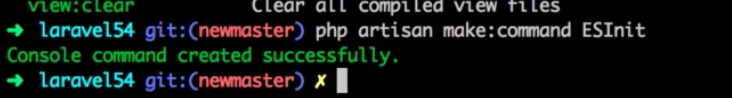 view:clear Clear all compiled view files
➜ laravel54 git:(newmaster) php artisan make:command ESInit
Console command created successfully.
➜ laravel54 git:(newmaster) ✗